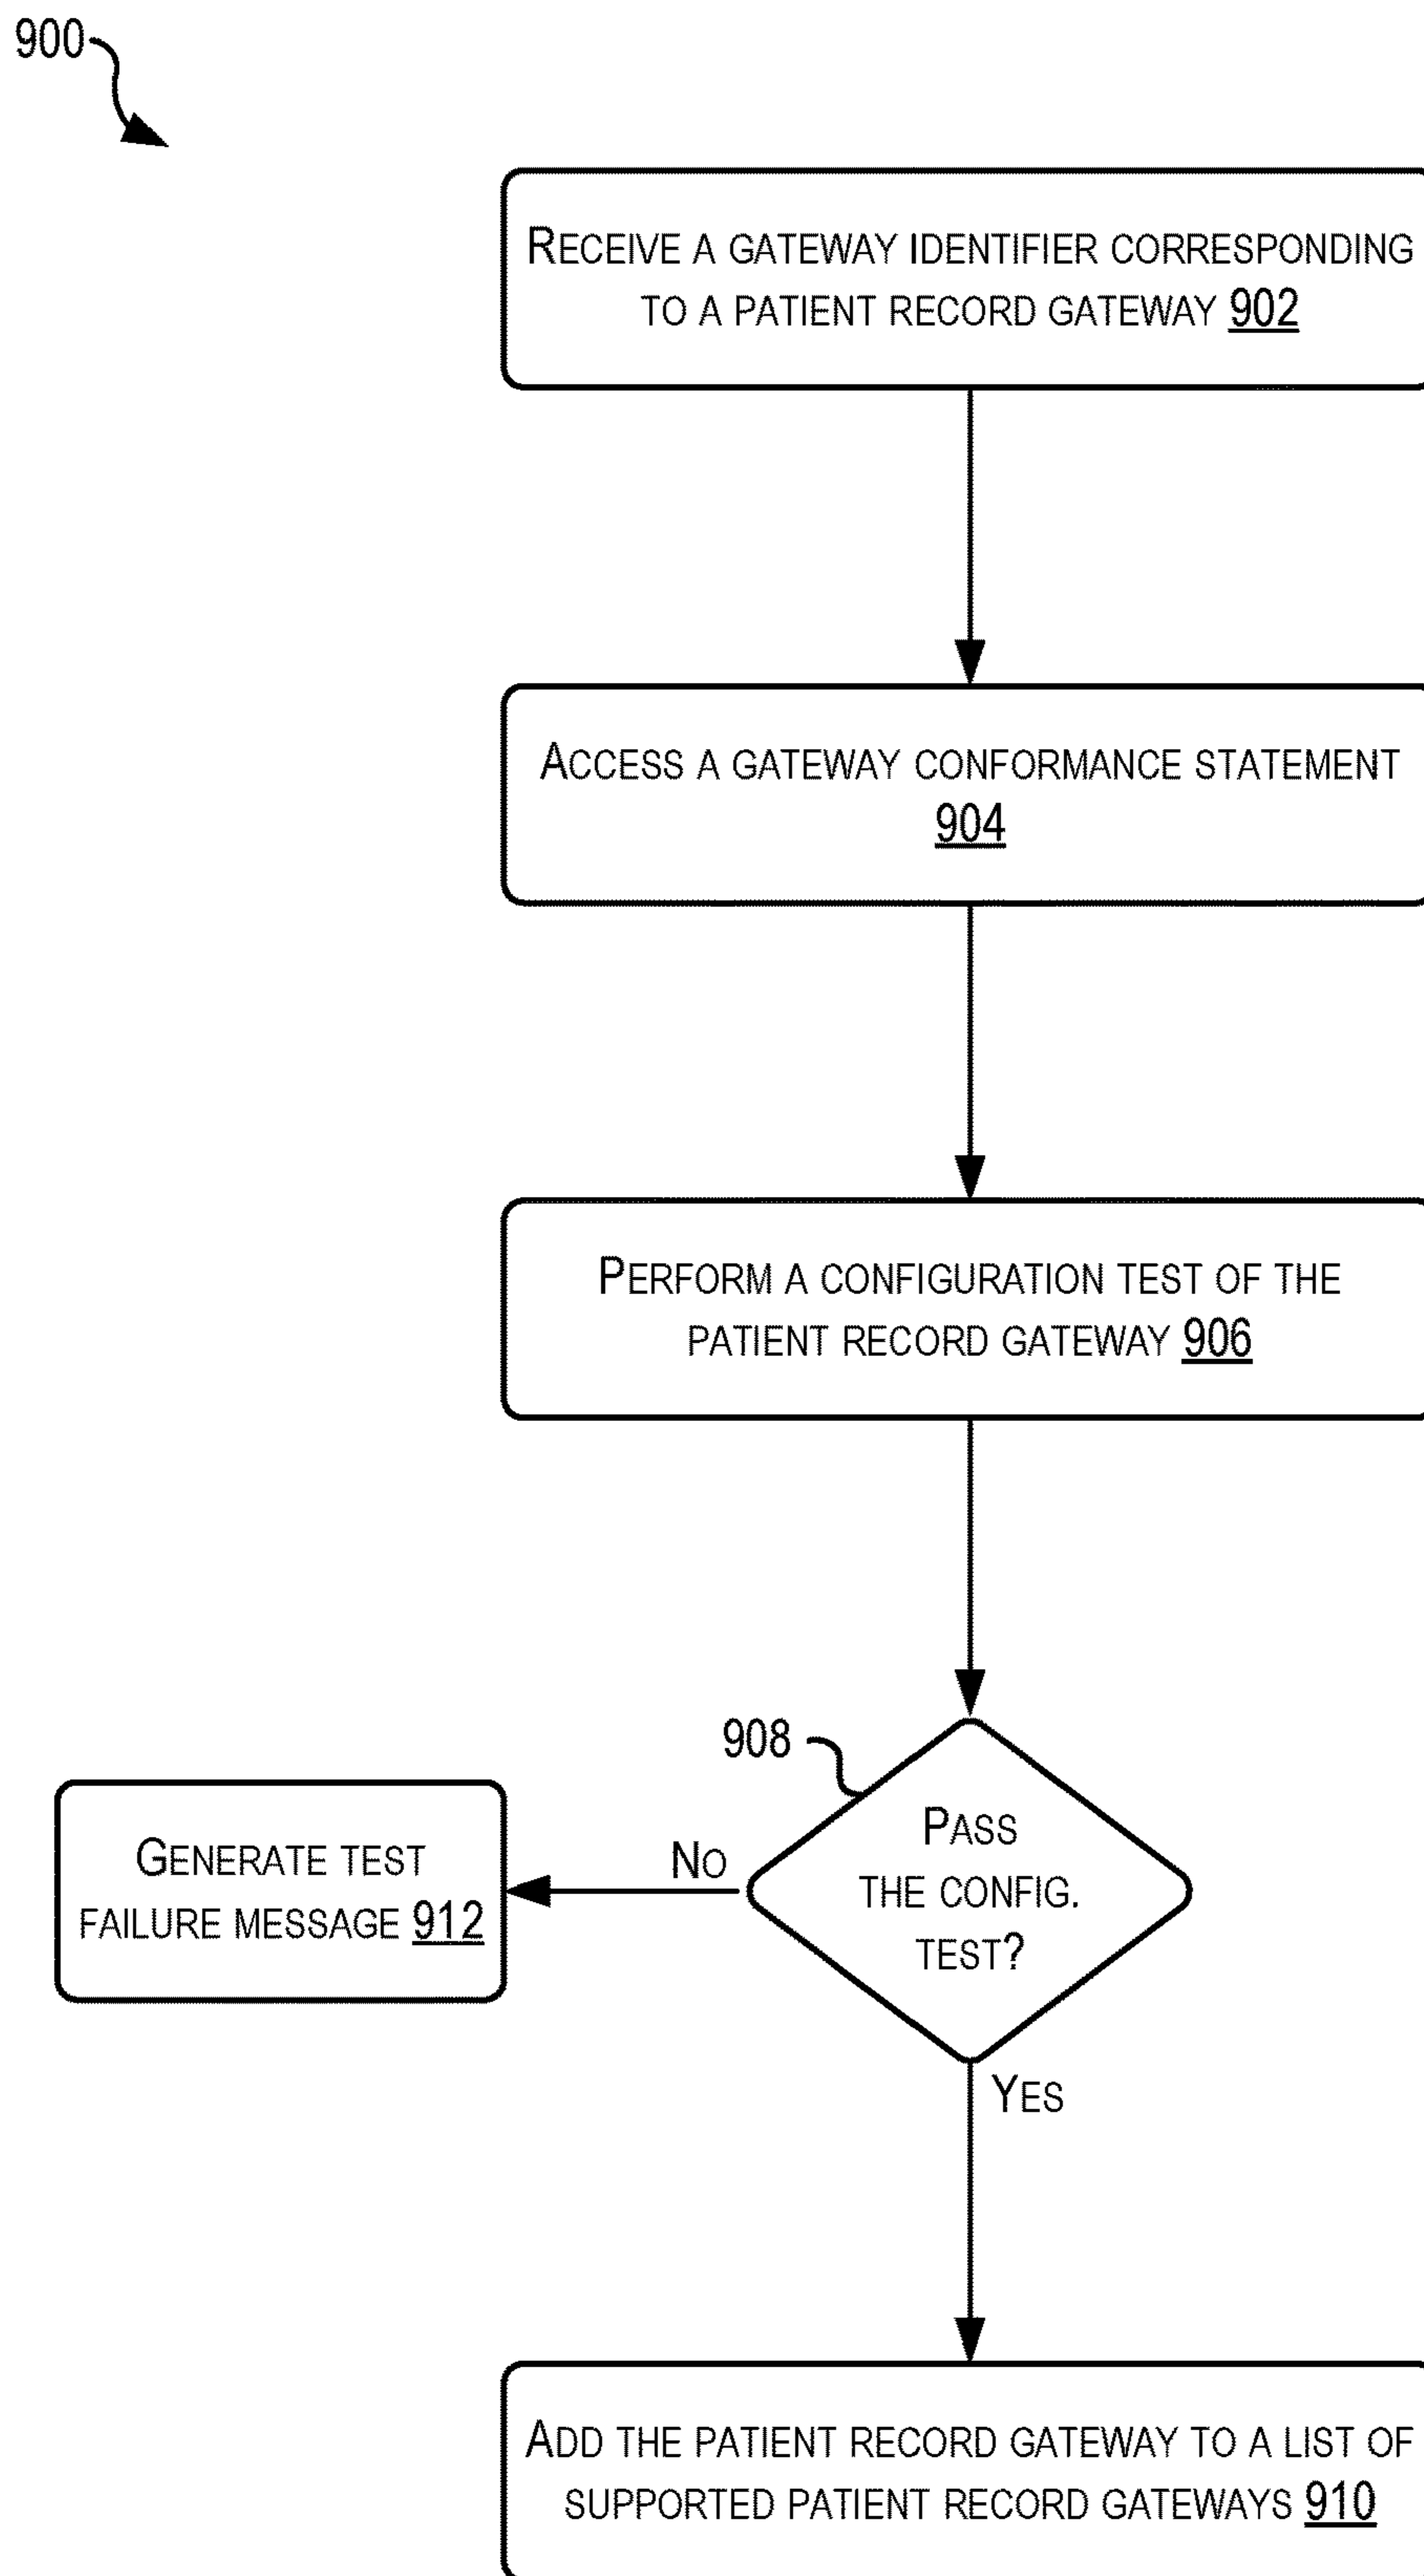 900
RECEIVE A GATEWAY IDENTIFIER CORRESPONDING
TO A PATIENT RECORD GATEWAY 902
ACCESS A GATEWAY CONFORMANCE STATEMENT
904
PERFORM A CONFIGURATION TEST OF THE
PATIENT RECORD GATEWAY 906
908
PASS
THE CONFIG.
TEST?
NO
GENERATE TEST
FAILURE MESSAGE 912
YES
ADD THE PATIENT RECORD GATEWAY TO A LIST OF
SUPPORTED PATIENT RECORD GATEWAYS 910